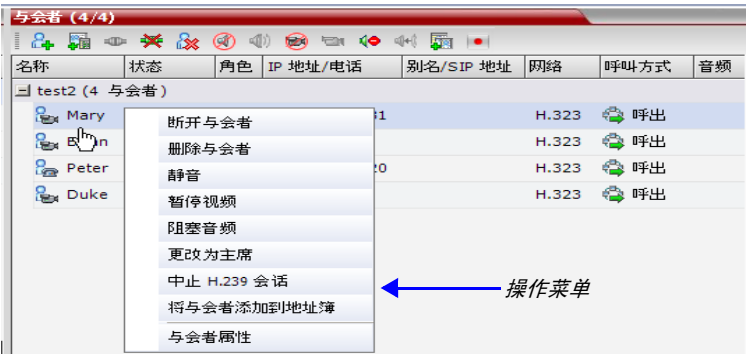 与会者 (4/4)
名称 状态 角色 IP 地址/电话 别名/SIP 地址 网络 呼叫方式 音频
test2 (4 与会者)
Mary 31 H.323 呼出
断开与会者
H.323 呼出
删除与会者
Peter 20 H.323 呼出
静音
Duke H.323 呼出
暂停视频
阻塞音频
更改为主席
中止 H.239 会话
操作菜单
将与会者添加到地址簿
与会者属性